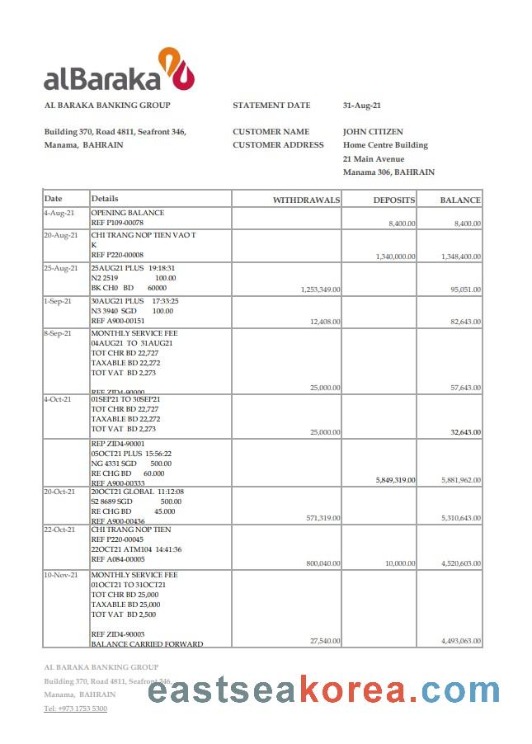 alBaraka
AL BARAKA BANKING GROUP STATEMENT DATE 31-Aug-21
Building 370, Road 4811, Seafront 346, CUSTOMER NAME JOHN CITIZEN
Manama, BAHRAIN CUSTOMER ADDRESS Home Centre Building
21 Main Avenue
Manama 306, BAHRAIN
Date Details WITHDRAWALS DEPOSITS BALANCE
4-Aug-21 OPENING BALANCE
REF P109-00078 8,400.00 8,400.00
20-Aug-21 CHI TRANG NOP TIEN VAO T
K
REF P220-00008 1,340,000.00 1,348,400.00
25-Aug-21 25AUG21 PLUS 19:18:31
N2 2519 100.00
BK CH0 BD 60000 1,253,349.00 95,051.00
1-Sep-21 30AUG21 PLUS 17:33:25
N3 3940 SGD 100.00
REF A900-00151 12,408.00 82,643.00
8-Sep-21 MONTHLY SERVICE FEE
04AUG21 TO 31AUG21
TOT CHR BD 22,727
TAXABLE BD 22,272
TOT VAT BD 2,273
REF ZID4-90000 25,000.00 57,643.00
4-Oct-21 01SEP21 TO 30SEP21
TOT CHR BD 22,727
TAXABLE BD 22,272
TOT VAT BD 2,273 25,000.00 32,643.00
REP ZID4-90001
05OCT21 PLUS 15:56:22
NG 4331 SGD 500.00
RE CHG BD 60.000
REF A900-00333 5,849,319.00 5,881,962.00
20-Oct-21 20OCT21 GLOBAL 11:12:08
S2 8689 SGD 500.00
RE CHG BD 45.000
REF A900-00436 571,319.00 5,310,643.00
22-Oct-21 CHI TRANG NOP TIEN
REF P220-00045
22OCT21 ATM104 14:41:36
REF A084-00005 800,040.00 10,000.00 4,520,603.00
10-Nov-21 MONTHLY SERVICE FEE
01OCT21 TO 31OCT21
TOT CHR BD 25,000
TAXABLE BD 25,000
TOT VAT BD 2,500
REF ZID4-90003
BALANCE CARRIED FORWARD 27,540.00 4,493,063.00
AL BARAKA BANKING GROUP
Building 370, Road 4811, Seafront 346,
Manama, BAHRAIN
Tel: +973 1753 5300
eastseakorea.com